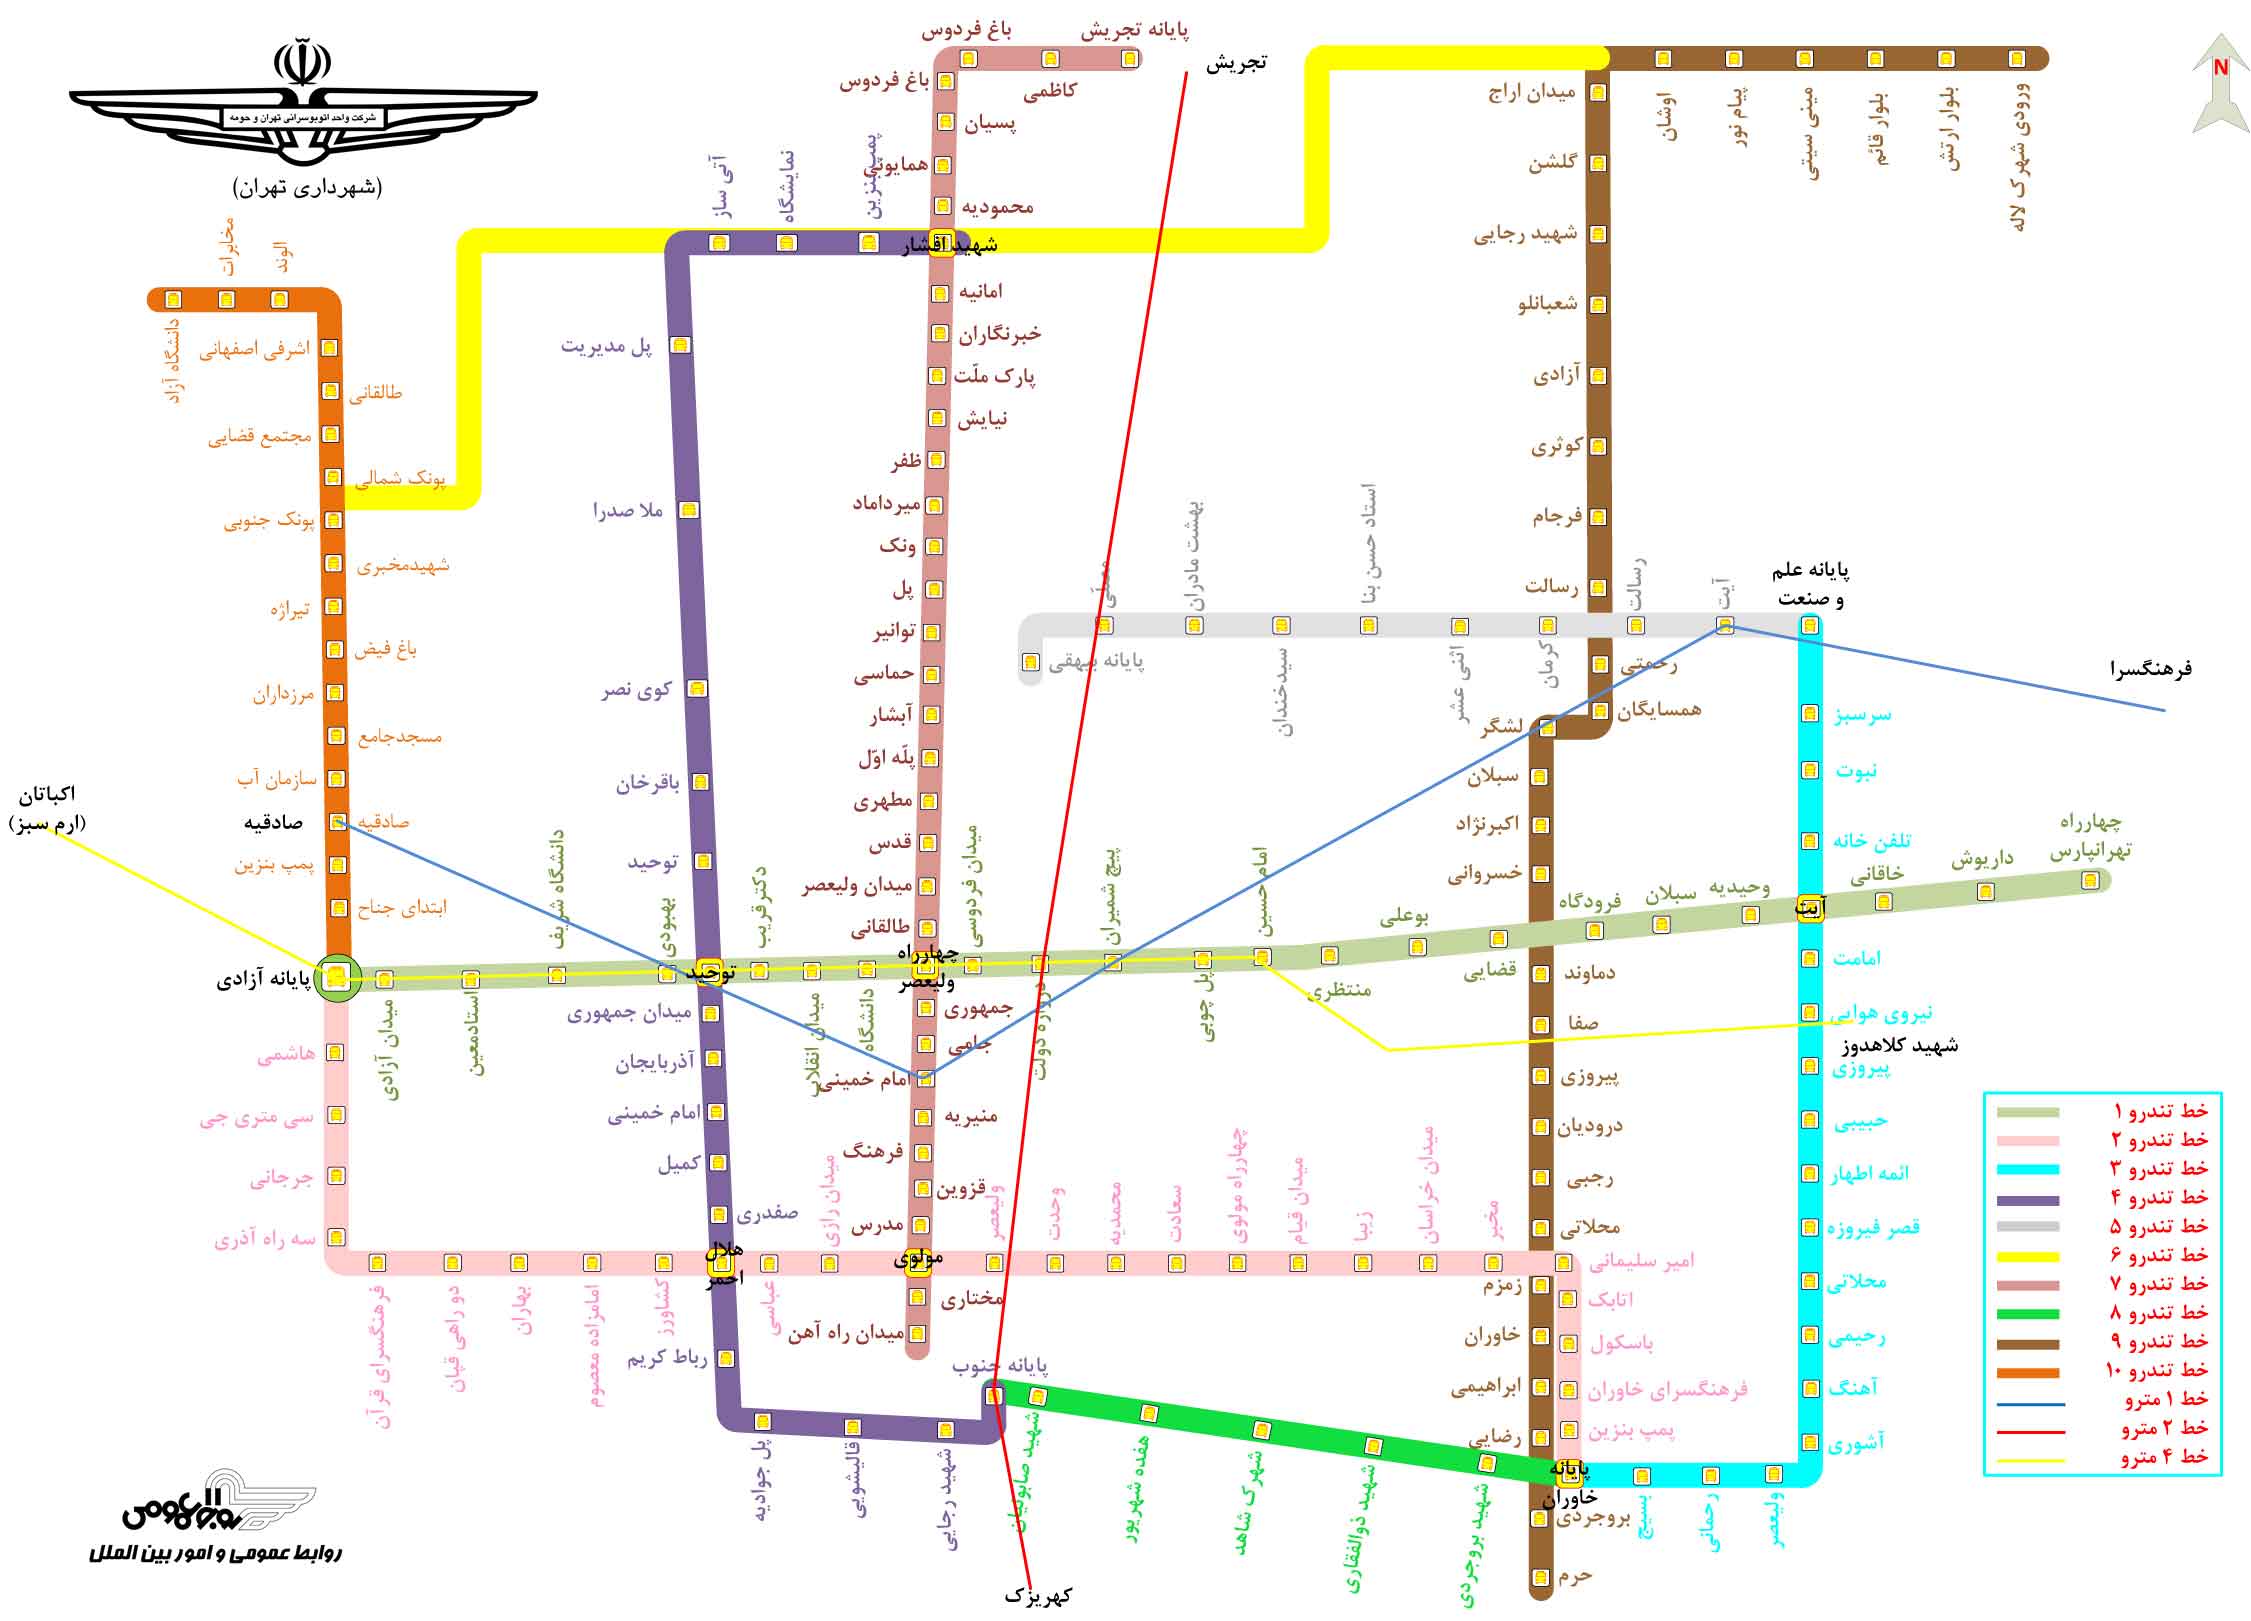 شرکت واحد اتوبوسرانی تهران و حومه
(شهرداری تهران)
N
باغ فردوس
پایانه تجریش
تجریش
کاظمی
باغ فردوس
پسیان
همایونی
محمودیه
شهید افشار
امانیه
خبرنگاران
پارک ملّت
نیایش
ظفر
میرداماد
ونک
پل
توانیر
حماسی
آبشار
پلّه اوّل
مطهری
قدس
میدان ولیعصر
طالقانی
چهارراه
ولیعصر
جمهوری
جامی
امام خمینی
منیریه
فرهنگ
قزوین
مدرس
مولوی
مختاری
میدان راه آهن
آتی ساز
نمایشگاه
پمپ بنزین
پل مدیریت
ملا صدرا
کوی نصر
باقرخان
توحید
توحید
میدان جمهوری
آذربایجان
امام خمینی
کمیل
صفدری
هلال
احمر
رباط کریم
پل جوادیه
قالیشویی
شهید رجایی
پایانه جنوب
دانشگاه آزاد
مخابرات
الوند
اشرفی اصفهانی
طالقانی
مجتمع قضایی
پونک شمالی
پونک جنوبی
شهیدمخبری
تیراژه
باغ فیض
مرزداران
مسجدجامع
سازمان آب
صادقیه
صادقیه
پمپ بنزین
ابتدای جناح
اکباتان
(ارم سبز)
پایانه آزادی
میدان آزادی
استادمعین
دانشگاه شریف
بهبودی
دکترقریب
میدان انقلاب
دانشگاه
میدان فردوسی
دروازه دولت
پیچ شمیران
پل چوبی
امام حسین
منتظری
بوعلی
قضایی
فرودگاه
سبلان
وحیدیه
آیت
خاقانی
داریوش
چهارراه
تهرانپارس
هاشمی
سی متری جی
جرجانی
سه راه آذری
فرهنگسرای قرآن
دو راهی قپان
بهاران
امامزاده معصوم
کشاورز
عباسی
میدان رازی
ولیعصر
وحدت
محمدیه
سعادت
چهارراه مولوی
میدان قیام
زیبا
میدان خراسان
مخبر
امیر سلیمانی
اتابک
باسکول
فرهنگسرای خاوران
پمپ بنزین
پایانه
خاوران
میدان اراج
گلشن
شهید رجایی
شعبانلو
آزادی
کوثری
فرجام
رسالت
رحمتی
همسایگان
لشگر
سبلان
اکبرنژاد
خسروانی
دماوند
صفا
پیروزی
درودیان
رجبی
محلاتی
زمزم
خاوران
ابراهیمی
رضایی
بروجردی
حرم
اوشان
پیام نور
مینی سیتی
بلوار قائم
بلوار ارتش
ورودی شهرک لاله
پایانه بیهقی
مصلّی
بهشت مادران
سیدخندان
استاد حسن بنا
اثنی عشر
کرمان
رسالت
آیت
پایانه علم
و صنعت
فرهنگسرا
سرسبز
نبوت
تلفن خانه
امامت
نیروی هوایی
شهید کلاهدوز
پیروزی
حبیبی
ائمه اطهار
قصر فیروزه
محلاتی
رحیمی
آهنگ
آشوری
ولیعصر
رحمانی
بسیج
شهید صابونیان
هفده شهریور
شهرک شاهد
شهید ذوالفقاری
شهید بروجردی
کهریزک
خط تندرو ۱
خط تندرو ۲
خط تندرو ۳
خط تندرو ۴
خط تندرو ۵
خط تندرو ۶
خط تندرو ۷
خط تندرو ۸
خط تندرو ۹
خط تندرو ۱۰
خط ۱ مترو
خط ۲ مترو
خط ۴ مترو
روابط عمومی
روابط عمومی و امور بین الملل